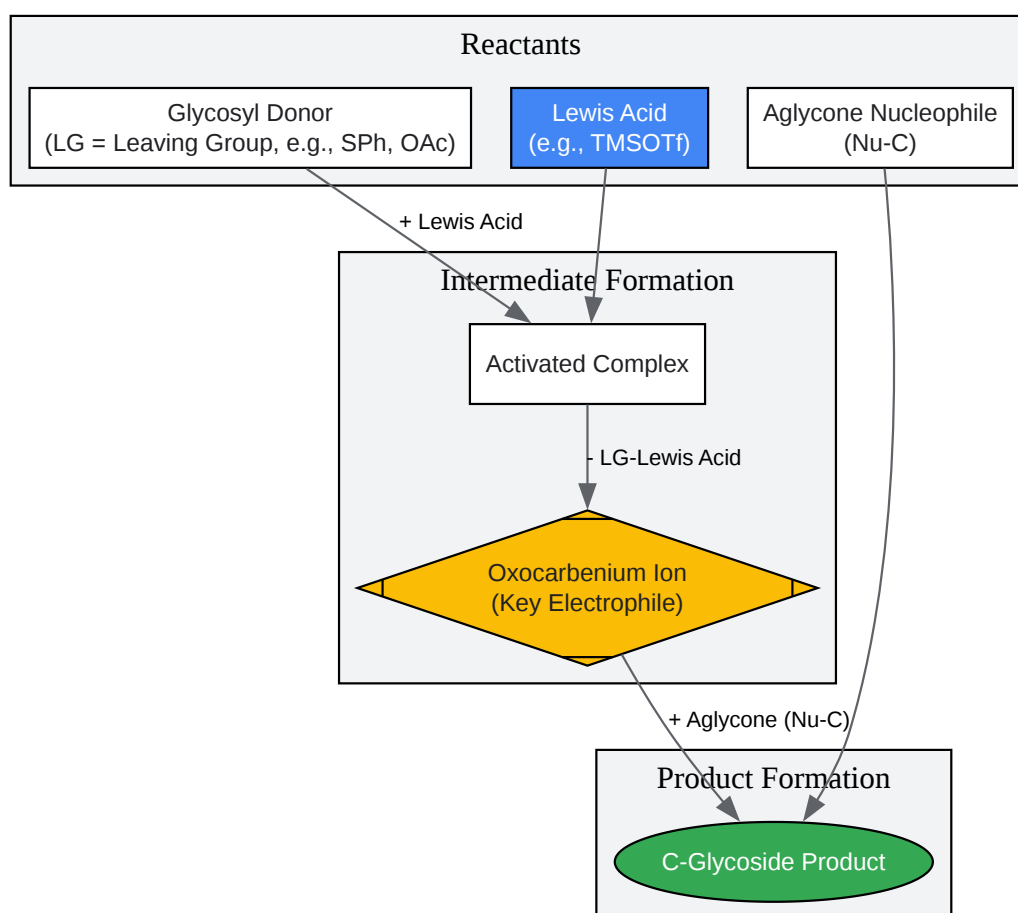 Reactants
Glycosyl Donor
(LG = Leaving Group, e.g., SPh, OAc)
Lewis Acid
(e.g., TMSOTf)
Aglycone Nucleophile
(Nu-C)
+ Lewis Acid
Intermediate Formation
Activated Complex
- LG-Lewis Acid
Oxocarbenium Ion
(Key Electrophile)
+ Aglycone (Nu-C)
Product Formation
C-Glycoside Product